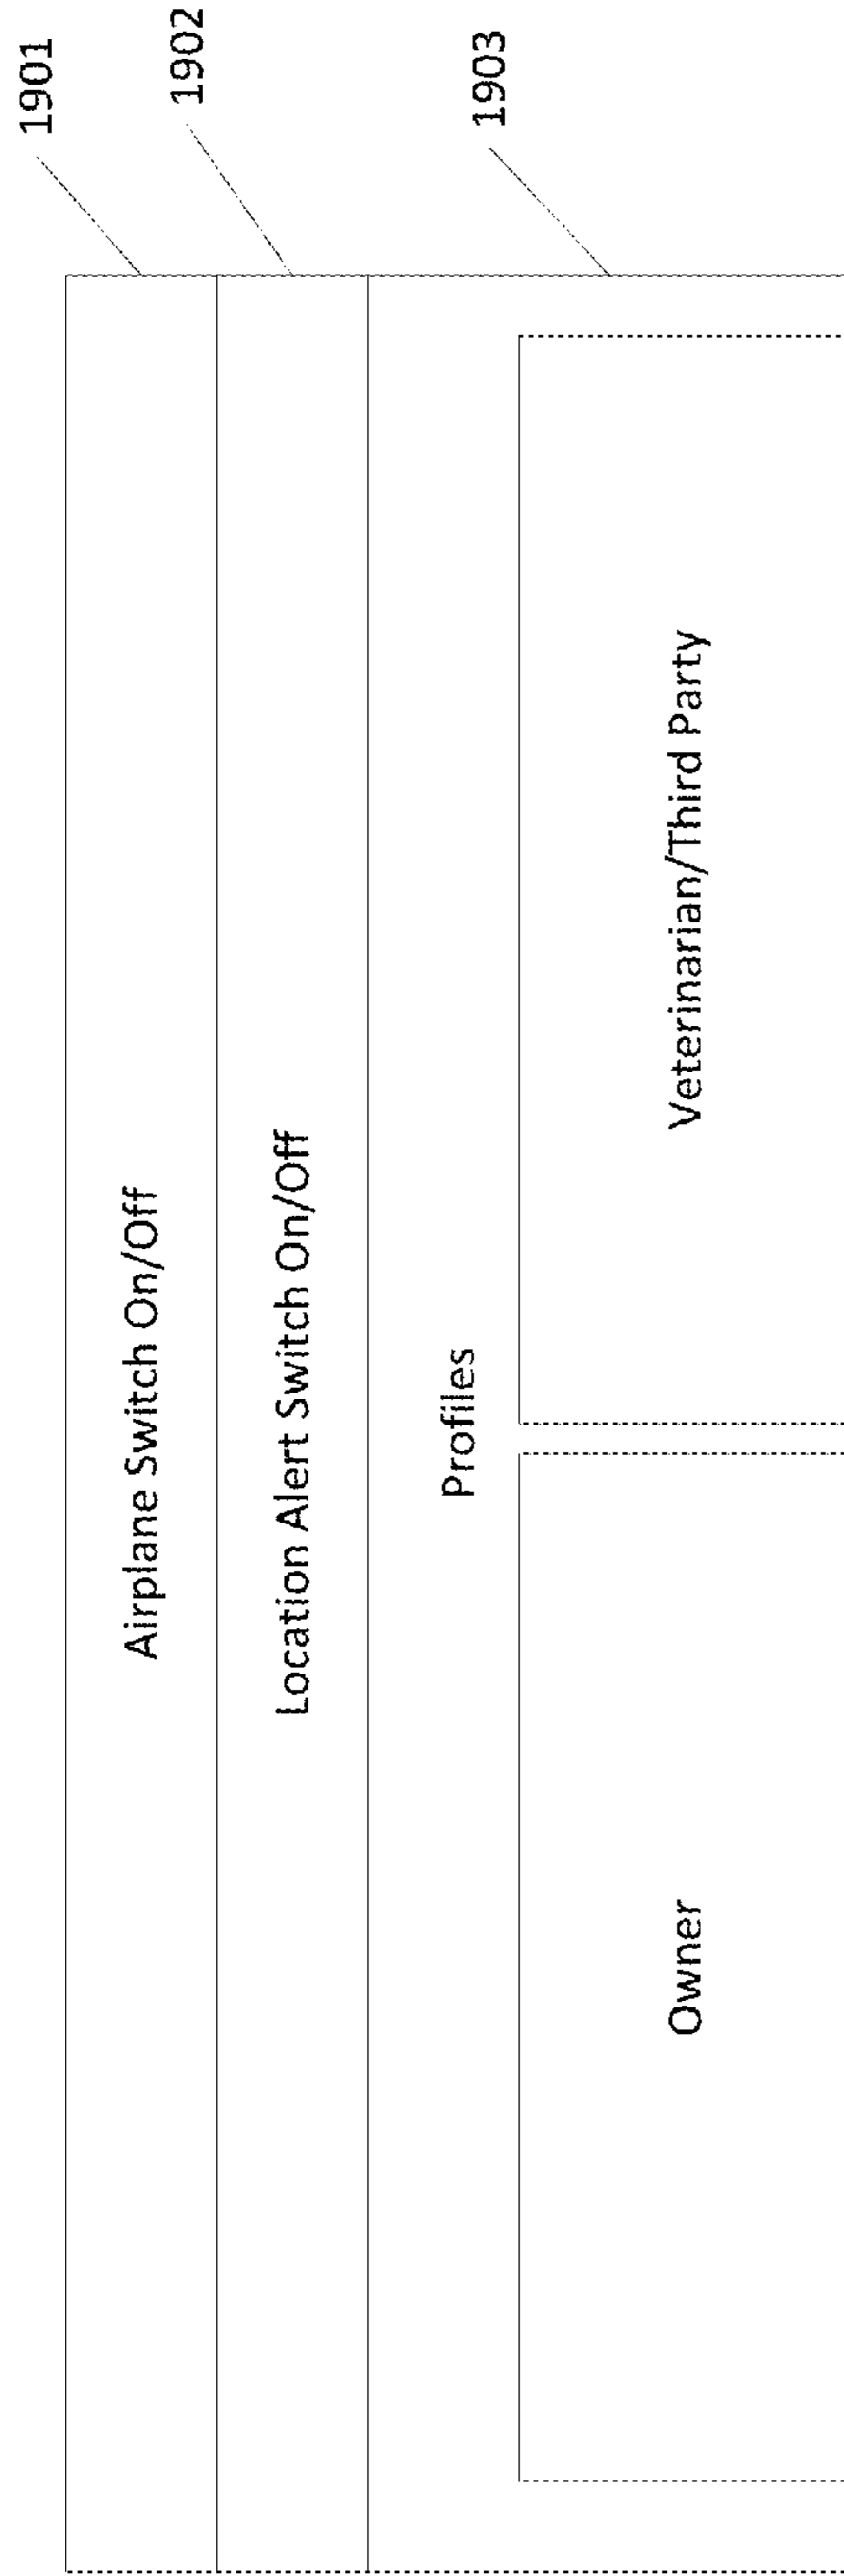 1901
Airplane Switch On/Off
1902
Location Alert Switch On/Off
1903
Profiles
Owner
Veterinarian/Third Party